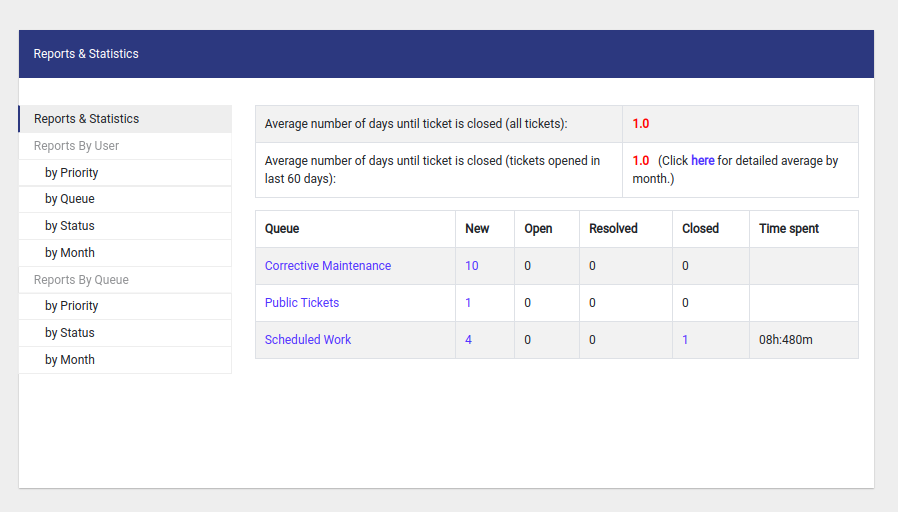 Reports & Statistics
Reports & Statistics
Reports By User
by Priority
by Queue
by Status
by Month
Reports By Queue
by Priority
by Status
by Month
Average number of days until ticket is closed (all tickets): 1.0
Average number of days until ticket is closed (tickets opened in
last 60 days):
1.0 (Click here for detailed average by
month.)
Queue New Open Resolved Closed Time spent
Corrective Maintenance 10 0 0 0
Public Tickets 1 0 0 0
Scheduled Work 4 0 0 1 08h:480m